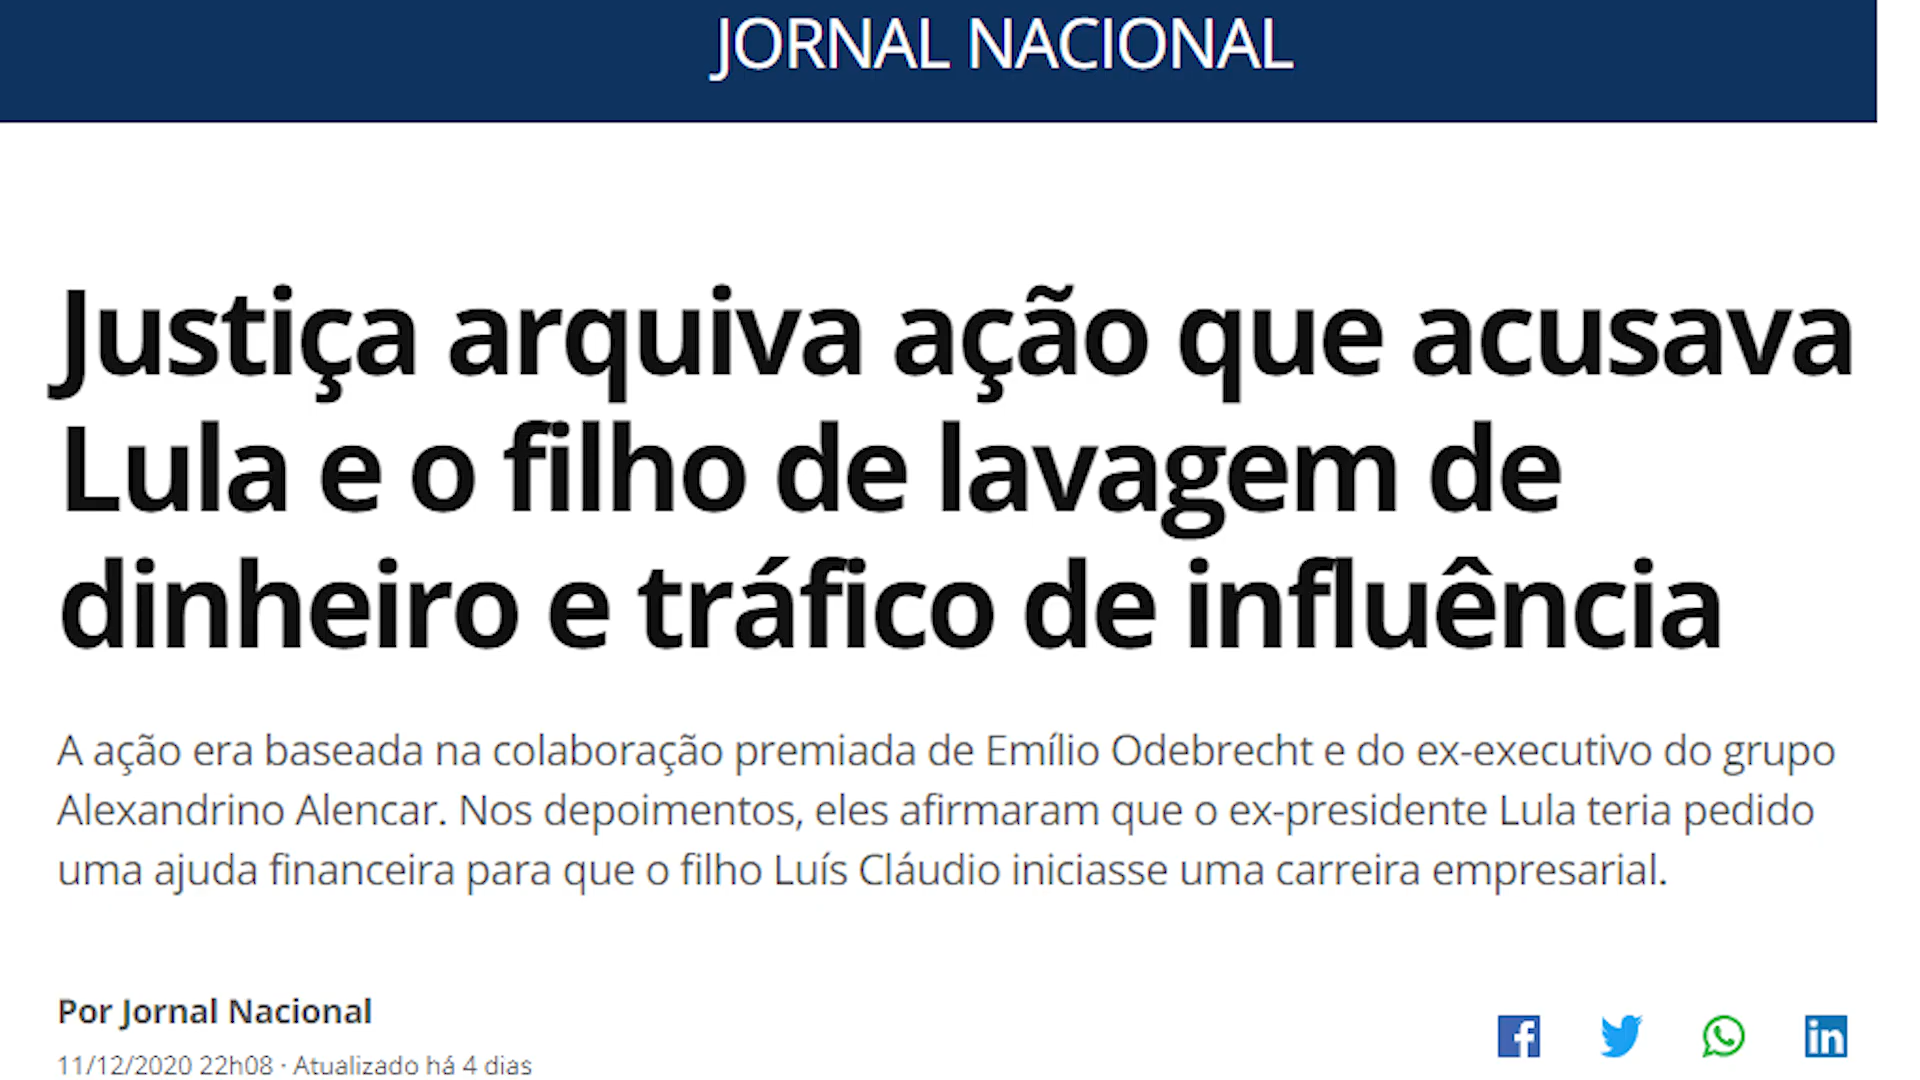 JORNAL NACIONAL
Justiça arquiva ação que acusava
Lula e o filho de lavagem de
dinheiro e tráfico de influência
A ação era baseada na colaboração premiada de Emílio Odebrecht e do ex-executivo do grupo
Alexandrino Alencar. Nos depoimentos, eles afirmaram que o ex-presidente Lula teria pedido
uma ajuda financeira para que o filho Luís Cláudio iniciasse uma carreira empresarial.
Por Jornal Nacional
11/12/2020 22h08 · Atualizado há 4 dias